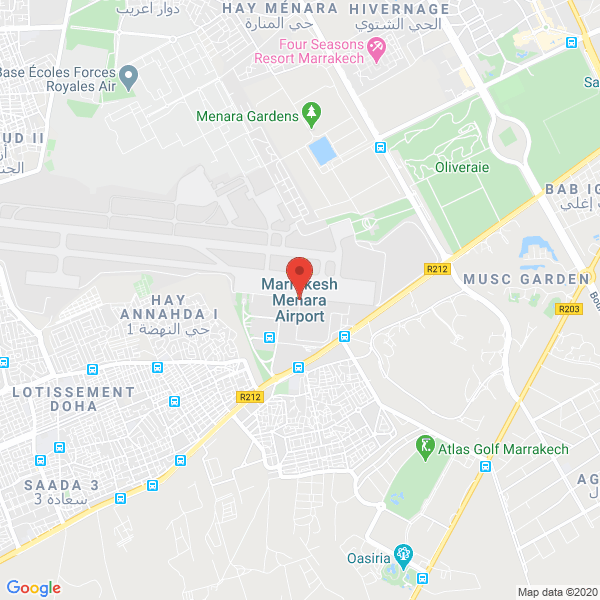 دوار اعريب
HAY MÉNARA
حي المنارة
HIVERNAGE
الحي الشتوي
Four Seasons
Resort Marrakech
Base Écoles Forces
Royales Air
Menara Gardens
UD II
Oliveraie
Sa
BAB IG
إغلي
R212
MUSC GARDEN
R203
Bou
Marrakesh
Menara
Airport
HAY
ANNAHDA I
حي النهضة 1
LOTISSEMENT
DOHA
R212
Atlas Golf Marrakech
SAADA 3
سعادة 3
AG
Oasiria
Google
Map data ©2020